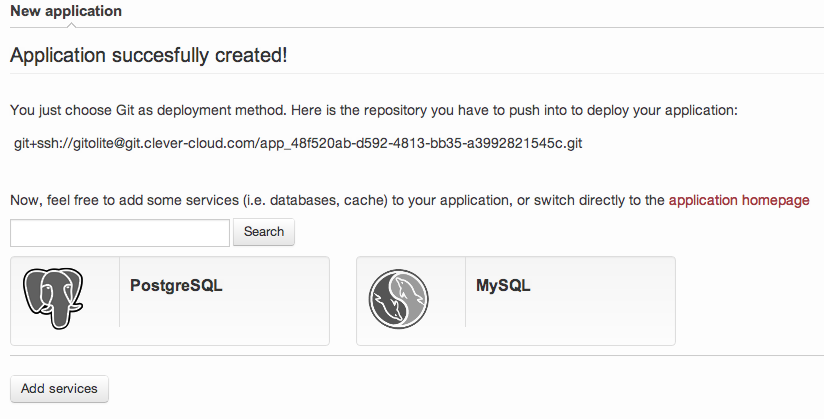 New application
Application succesfully created!
You just choose Git as deployment method. Here is the repository you have to push into to deploy your application:
git+ssh://gitolite@git.clever-cloud.com/app_48f520ab-d592-4813-bb35-a3992821545c.git
Now, feel free to add some services (i.e. databases, cache) to your application, or switch directly to the application homepage
Search
PostgreSQL MySQL
Add services